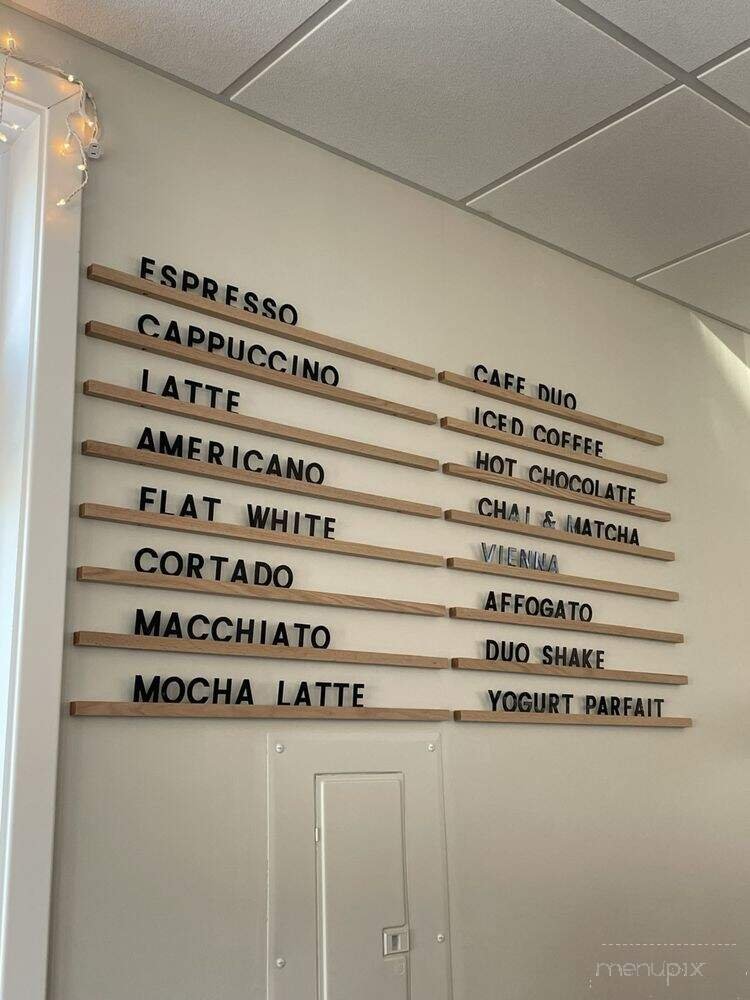 ESPRESSO
CAPPUCCINO
LATTE
AMERICANO
FLAT WHITE
CORTADO
MACCHIATO
MOCHA LATTE
CAFE DUO
ICED COFFEE
HOT CHOCOLATE
CHAI & MATCHA
VIENNA
AFFOGATO
DUO SHAKE
YOGURT PARFAIT
menupix